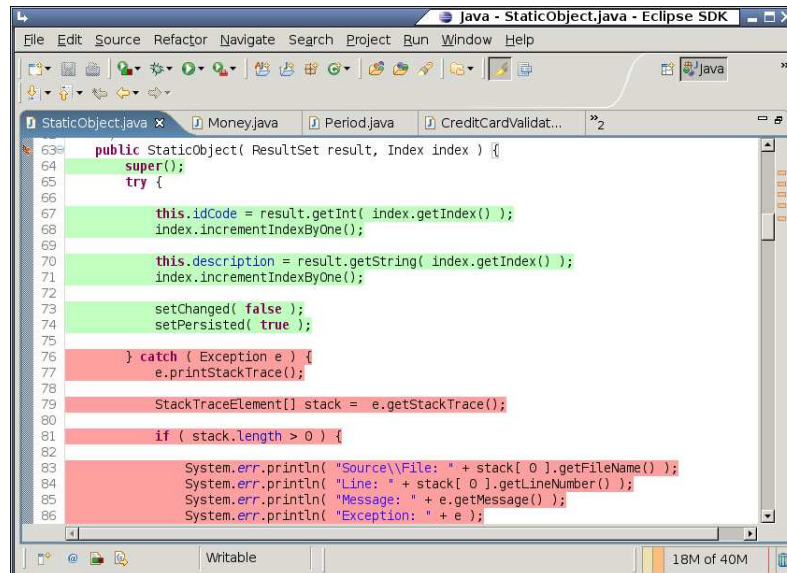 Java - StaticObject.java - Eclipse SDK
File Edit Source Refactor Navigate Search Project Run Window Help
Java
StaticObject.java Money.java Period.java CreditCardValidat... »2
63 public StaticObject( ResultSet result, Index index ) {
64 super();
65 try {
66
67 this.idCode = result.getInt( index.getIndex() );
68 index.incrementIndexByOne();
69
70 this.description = result.getString( index.getIndex() );
71 index.incrementIndexByOne();
72
73 setChanged( false );
74 setPersisted( true );
75
76 } catch ( Exception e ) {
77 e.printStackTrace();
78
79 StackTraceElement[] stack = e.getStackTrace();
80
81 if ( stack.length > 0 ) {
82
83 System.err.println( "Source\\File: " + stack[ 0 ].getFileName() );
84 System.err.println( "Line: " + stack[ 0 ].getLineNumber() );
85 System.err.println( "Message: " + e.getMessage() );
86 System.err.println( "Exception: " + e );
Writable 18M of 40M